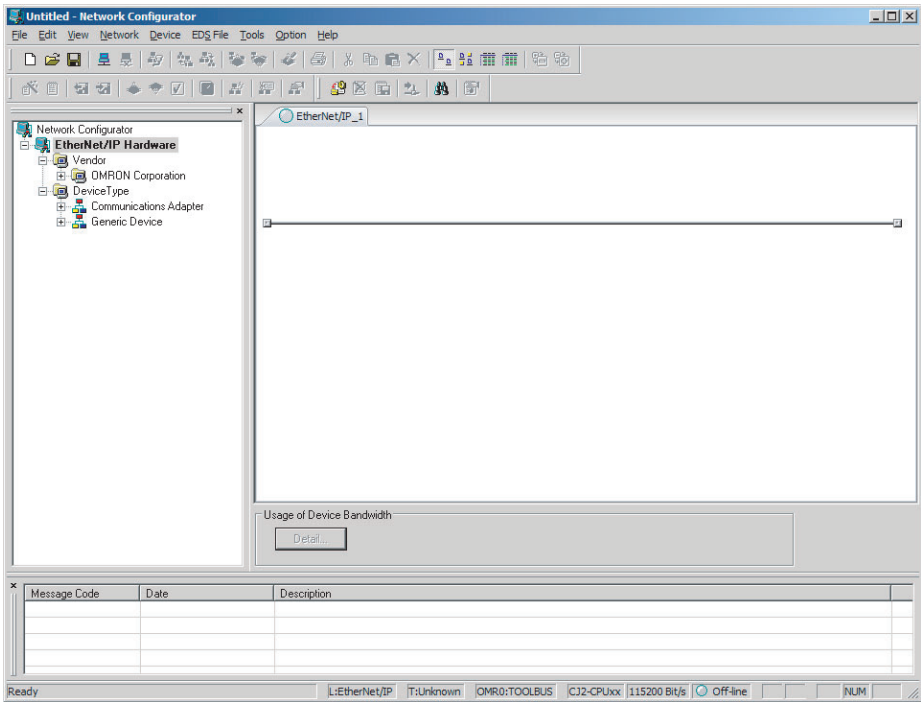 Untitled - Network Configurator
File Edit View Network Device EDS File Tools Option Help
EtherNet/IP_1
Network Configurator
EtherNet/IP Hardware
Vendor
OMRON Corporation
DeviceType
Communications Adapter
Generic Device
Usage of Device Bandwidth
Detail...
Message Code Date Description
Ready L:EtherNet/IP T:Unknown OMR0:TOOLBUS CJ2-CPUxx 115200 Bit/s Off-line NUM